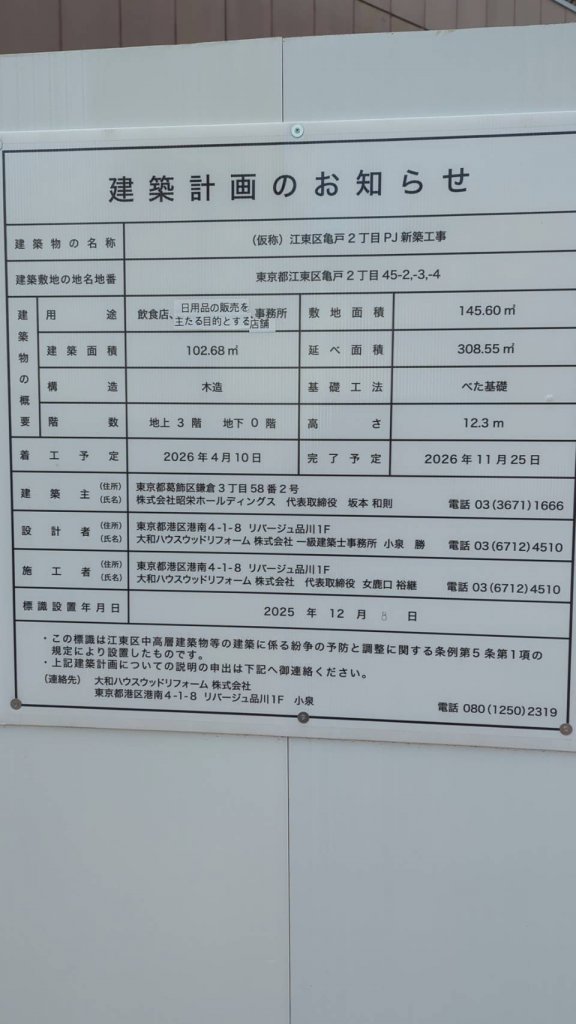 建築計画のお知らせ
建築物の名称 (仮称)江東区亀戸2丁目PJ新築工事
建築敷地の地名地番 東京都江東区亀戸2丁目45-2,-3,-4
建築物の概要
用途 飲食店、日用品の販売を主たる目的とする店舗、事務所 敷地面積 145.60㎡
建築面積 102.68㎡ 延べ面積 308.55㎡
構造 木造 基礎工法 べた基礎
階数 地上 3 階 地下 0 階 高さ 12.3 m
着工予定 2026年4月10日 完了予定 2026年11月25日
建築主 (住所) 東京都葛飾区鎌倉3丁目58番2号
(氏名) 株式会社昭栄ホールディングス 代表取締役 坂本 和則 電話 03(3671)1666
設計者 (住所) 東京都港区港南4-1-8 リバージュ品川1F
(氏名) 大和ハウスウッドリフォーム 株式会社 一級建築士事務所 小泉 勝 電話 03(6712)4510
施工者 (住所) 東京都港区港南4-1-8 リバージュ品川1F
(氏名) 大和ハウスウッドリフォーム 株式会社 代表取締役 女鹿口 裕継 電話 03(6712)4510
標識設置年月日 2025 年 12 月 8 日
・この標識は江東区中高層建築物等の建築に係る紛争の予防と調整に関する条例第5条第1項の
規定により設置したものです。
・上記建築計画についての説明の申出は下記へ御連絡ください。
(連絡先) 大和ハウスウッドリフォーム 株式会社
東京都港区港南4-1-8 リバージュ品川1F 小泉 電話 080(1250)2319